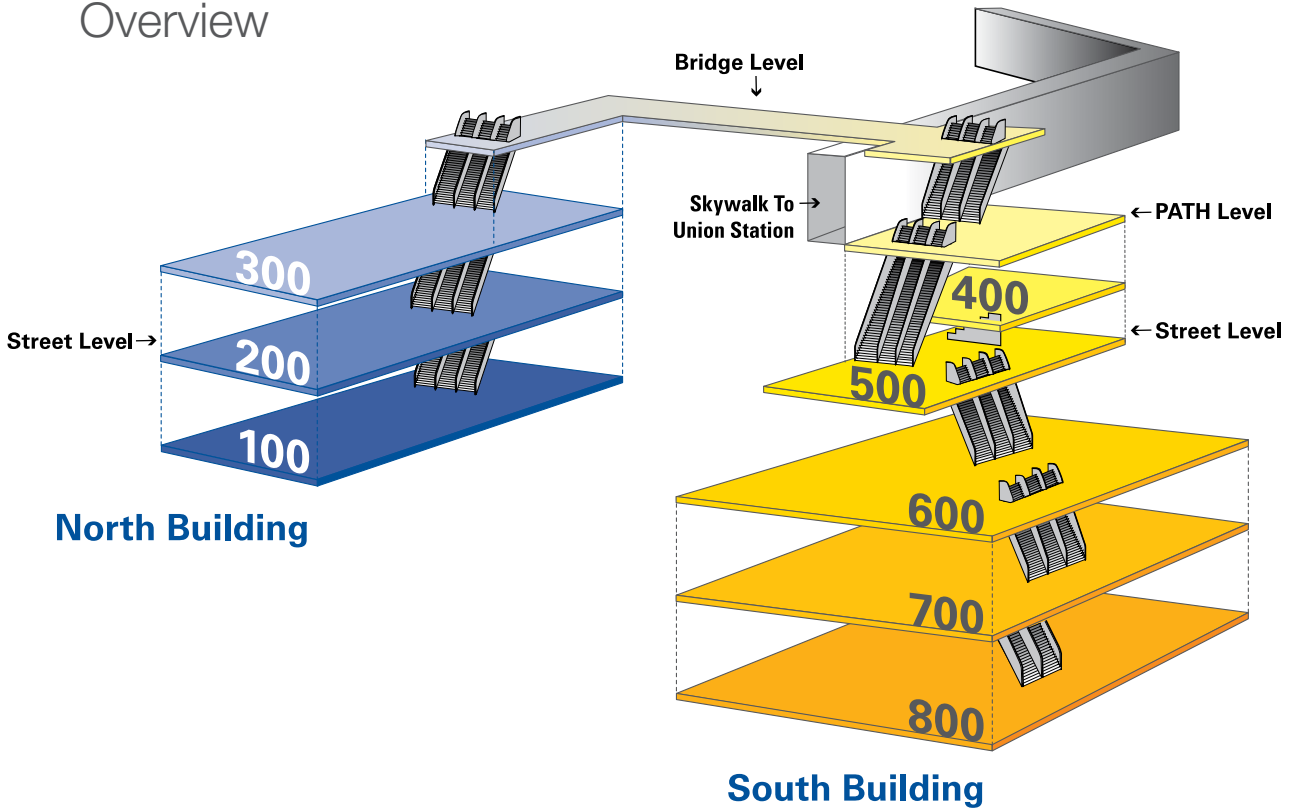 Overview
Bridge Level
Skywalk To
Union Station
PATH Level
300
400
Street Level
Street Level
200
500
100
North Building
600
700
800
South Building